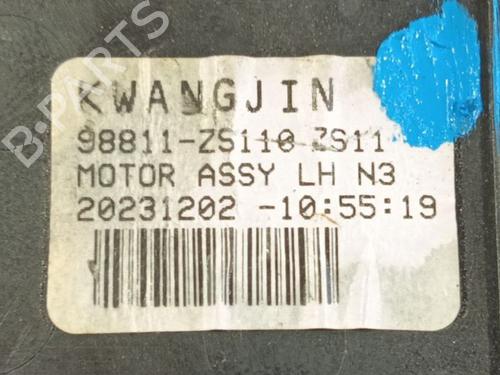 B-PARTS
KWANGJIN
98811-ZS110 ZS11
MOTOR ASSY LH N3
20231202 -10:55:19